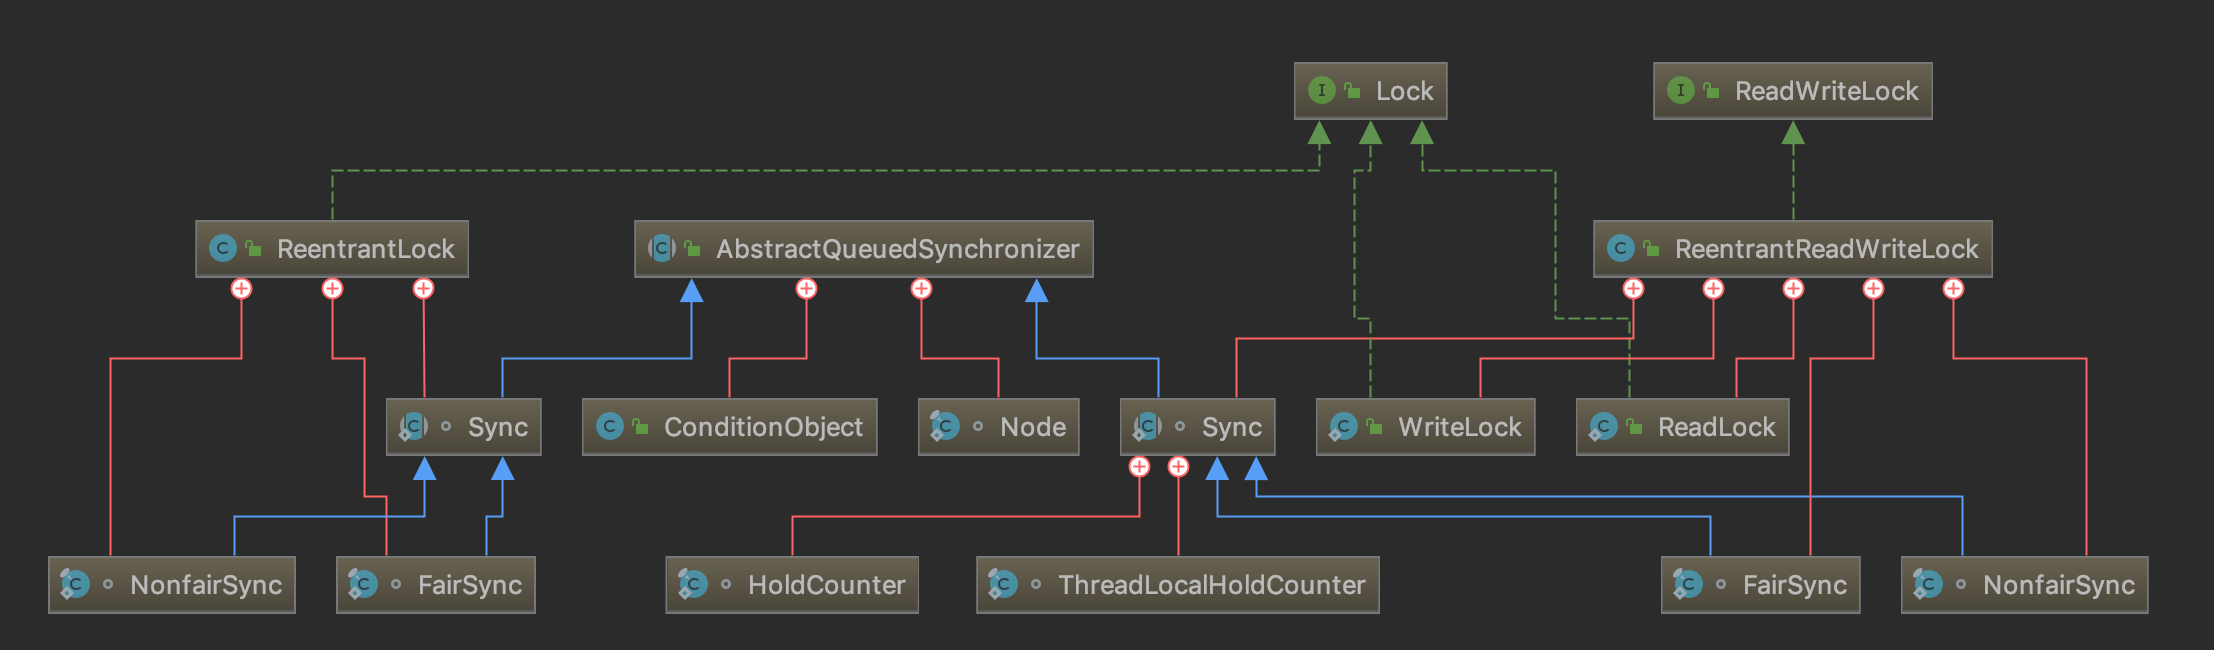 Lock
ReadWriteLock
ReentrantLock
AbstractQueuedSynchronizer
ReentrantReadWriteLock
Sync
ConditionObject
Node
Sync
WriteLock
ReadLock
NonfairSync
FairSync
HoldCounter
ThreadLocalHoldCounter
FairSync
NonfairSync